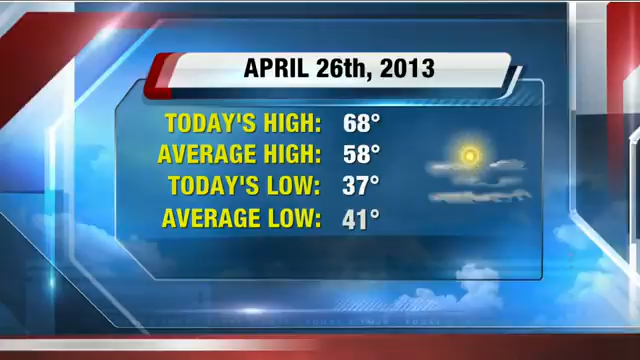 APRIL 26th, 2013
TODAY'S HIGH: 68°
AVERAGE HIGH: 58°
TODAY'S LOW: 37°
AVERAGE LOW: 41°